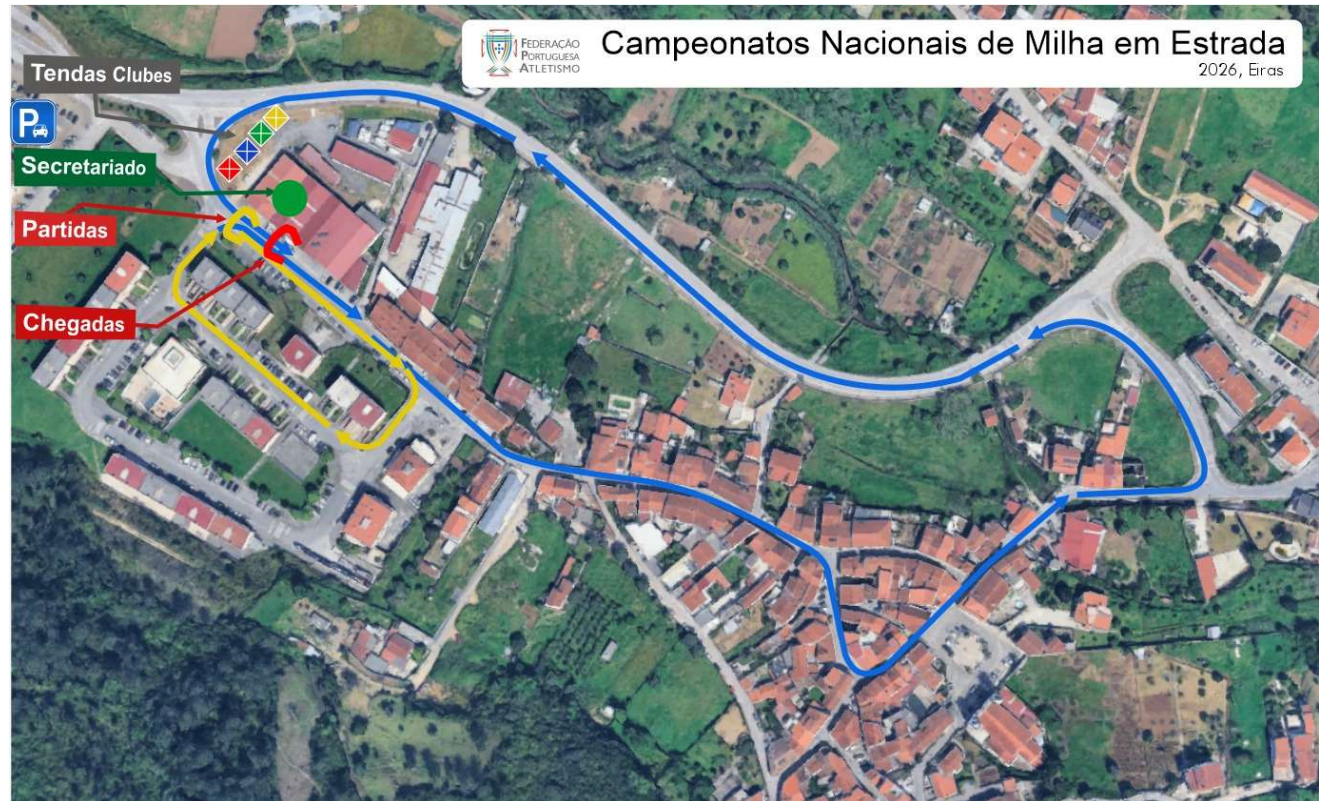 FEDERAÇÃO
PORTUGUESA
ATLETISMO
Campeonatos Nacionais de Milha em Estrada
2026, Eiras
Tendas Clubes
P
Secretariado
Partidas
Chegadas